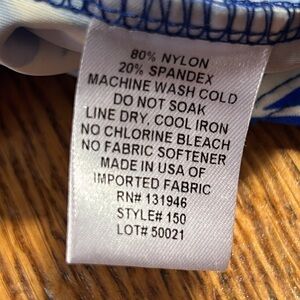 80% NYLON
20% SPANDEX
MACHINE WASH COLD
DO NOT SOAK
LINE DRY, COOL IRON
NO CHLORINE BLEACH
NO FABRIC SOFTENER
MADE IN USA OF
IMPORTED FABRIC
RN# 131946
STYLE# 150
LOT# 50021